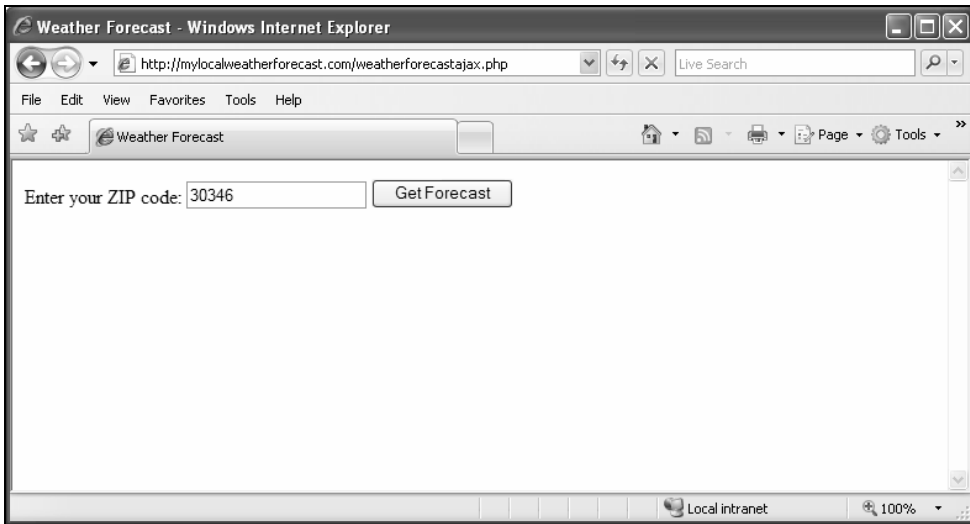 Weather Forecast - Windows Internet Explorer
http://mylocalweatherforecast.com/weatherforecastajax.php Live Search
File Edit View Favorites Tools Help
Weather Forecast Page Tools »
Enter your ZIP code: 30346 Get Forecast
Local intranet 100%